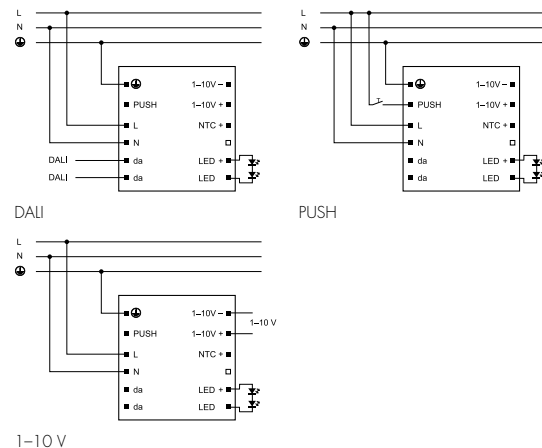 L
N
1–10V –
PUSH 1–10V +
L NTC +
N
DALI da LED +
DALI da LED
DALI
L
N
1–10V –
PUSH 1–10V +
L NTC +
N
da LED +
da LED
PUSH
L
N
1–10V –
1–10 V
PUSH 1–10V +
L NTC +
N
da LED +
da LED
1–10 V